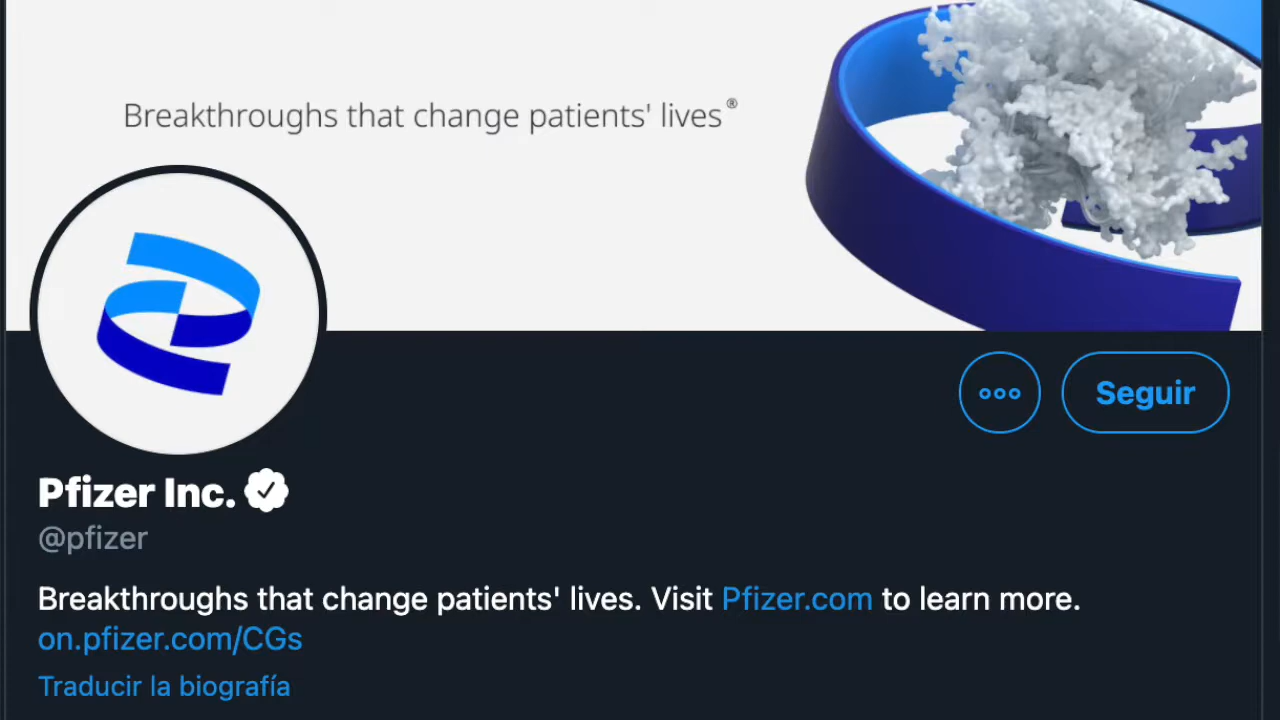 Breakthroughs that change patients' lives®
Seguir
Pfizer Inc.
@pfizer
Breakthroughs that change patients' lives. Visit Pfizer.com to learn more.
on.pfizer.com/CGs
Traducir la biografía